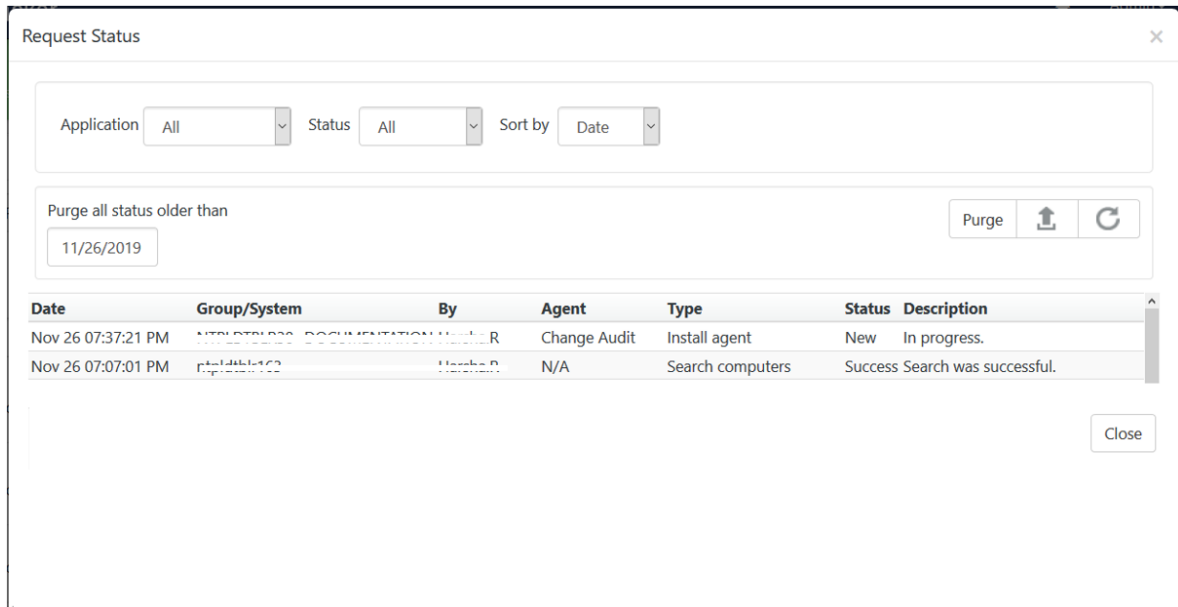 Request Status ×
Application All Status All Sort by Date
Purge all status older than
Purge
11/26/2019
Date Group/System By Agent Type Status Description
Nov 26 07:37:21 PM R Change Audit Install agent New In progress.
Nov 26 07:07:01 PM N/A Search computers Success Search was successful.
Close